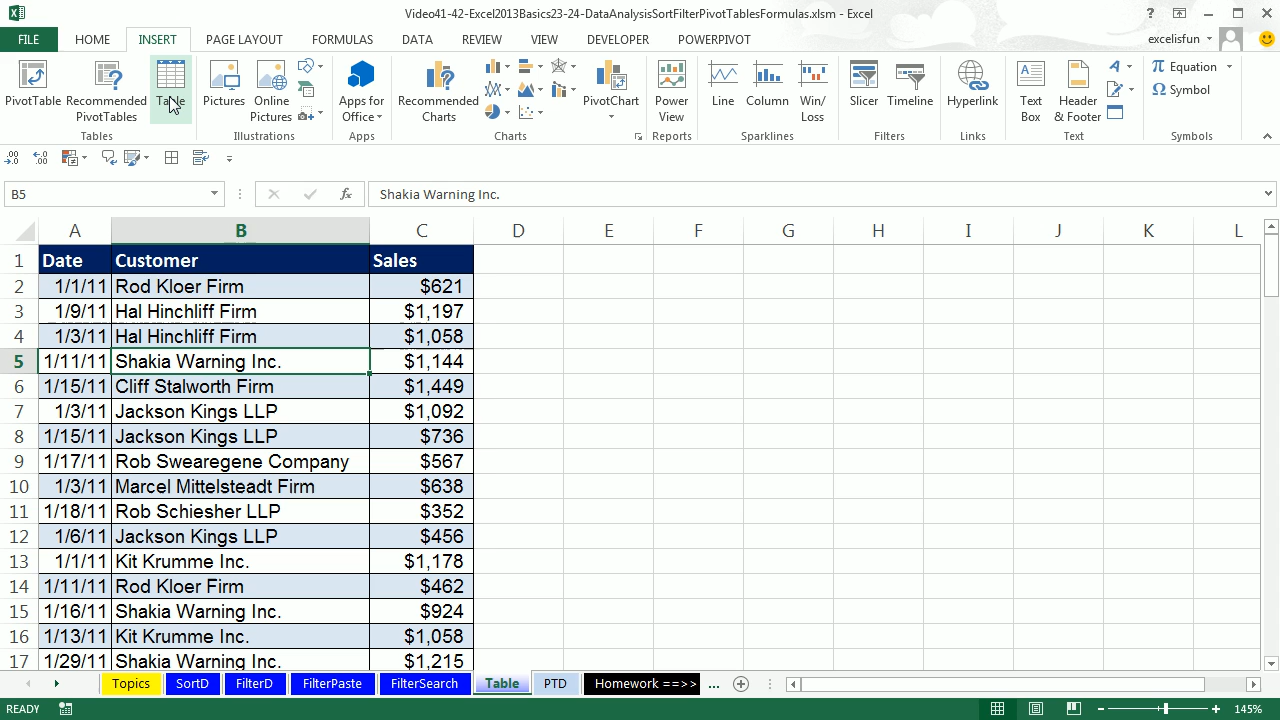 Video41-42-Excel2013Basics23-24-DataAnalysisSortFilterPivotTablesFormulas.xlsm - Excel
?
FILE HOME INSERT PAGE LAYOUT FORMULAS DATA REVIEW VIEW DEVELOPER POWERPIVOT excelisfun
PivotTable Recommended PivotTables Table Pictures Online Pictures Apps for Office Recommended Charts PivotChart Power View Line Column Win/Loss Slicer Timeline Hyperlink Text Box Header & Footer Equation
Symbol
Tables Illustrations Apps Charts Reports Sparklines Filters Links Text Symbols
B5 fx Shakia Warning Inc.
A B C D E F G H I J K L
1 Date Customer Sales
2 1/1/11 Rod Kloer Firm $621
3 1/9/11 Hal Hinchliff Firm $1,197
4 1/3/11 Hal Hinchliff Firm $1,058
5 1/11/11 Shakia Warning Inc. $1,144
6 1/15/11 Cliff Stalworth Firm $1,449
7 1/3/11 Jackson Kings LLP $1,092
8 1/15/11 Jackson Kings LLP $736
9 1/17/11 Rob Swearegene Company $567
10 1/3/11 Marcel Mittelsteadt Firm $638
11 1/18/11 Rob Schiesher LLP $352
12 1/6/11 Jackson Kings LLP $456
13 1/1/11 Kit Krumme Inc. $1,178
14 1/11/11 Rod Kloer Firm $462
15 1/16/11 Shakia Warning Inc. $924
16 1/13/11 Kit Krumme Inc. $1,058
17 1/29/11 Shakia Warning Inc. $1,215
Topics SortD FilterD FilterPaste FilterSearch Table PTD Homework ==>> ...
READY 145%